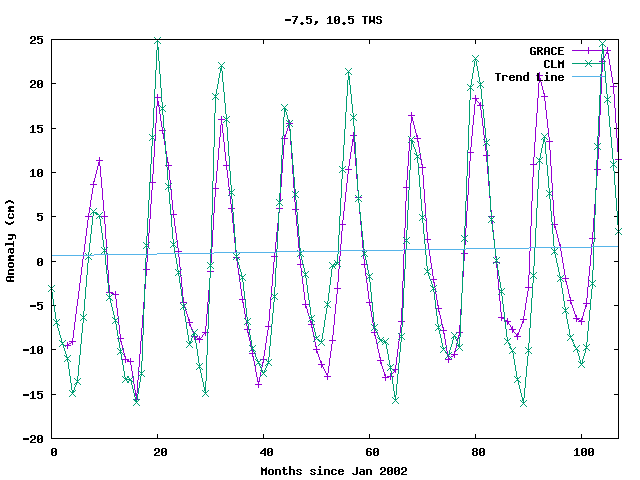 -7.5, 10.5 TWS
GRACE
CLM
Trend Line
25
20
15
10
5
0
-5
-10
-15
-20
Anomaly (cm)
0 20 40 60 80 100
Months since Jan 2002